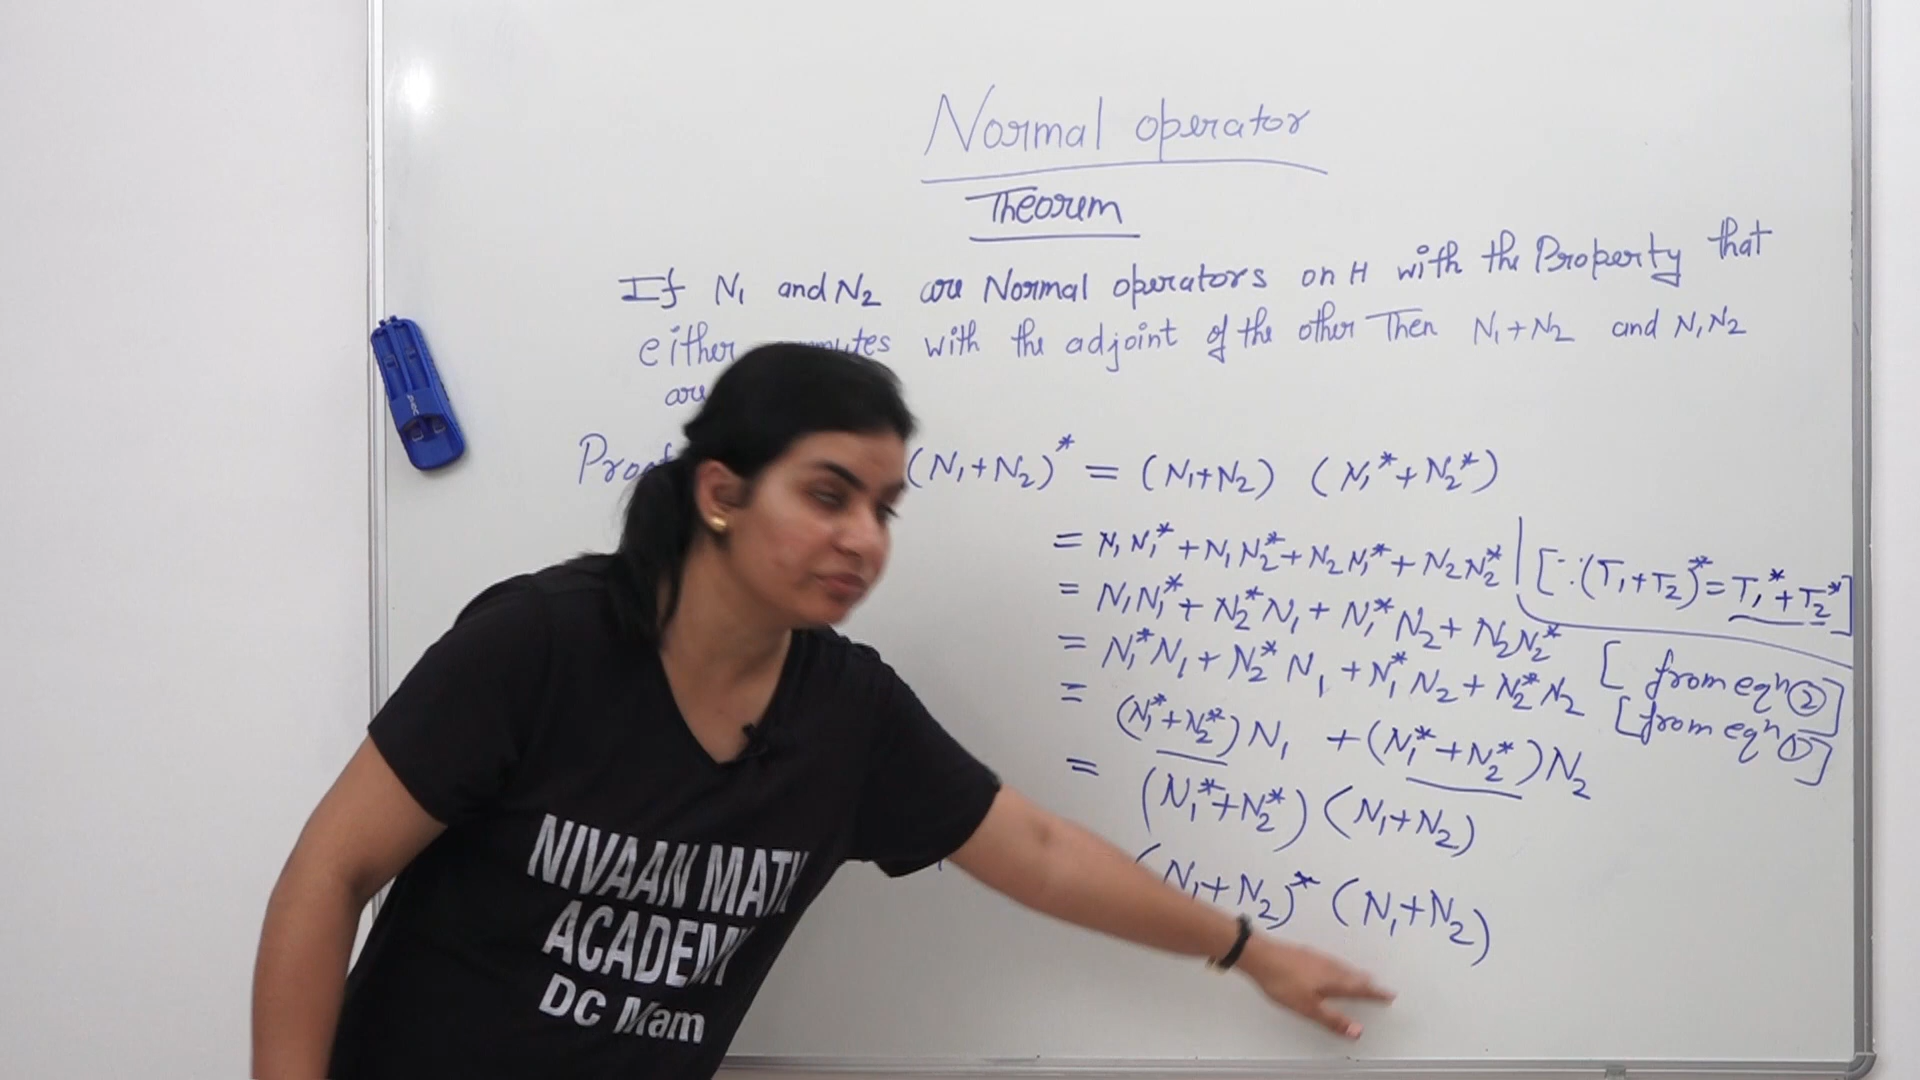 Normal operator
Theorem
If N₁ and N₂ are Normal operators on H with the Property that
either with the adjoint of the other Then N₁+N₂ and N₁N₂
are
Proof (N₁+N₂)* = (N₁+N₂) (N₁*+N₂*)
= N₁N₁* + N₁N₂* + N₂N₁* + N₂N₂* [∵(T₁+T₂)* = T₁*+T₂*]
= N₁N₁* + N₂*N₁ + N₁*N₂ + N₂N₂* [from eqⁿ ②]
= N₁*N₁ + N₂*N₁ + N₁*N₂ + N₂*N₂ [from eqⁿ ①]
= (N₁*+N₂*)N₁ + (N₁*+N₂*)N₂
= (N₁*+N₂*) (N₁+N₂)
(N₁+N₂)* (N₁+N₂)
NIVAAN MATH
ACADEMY
DC Mam